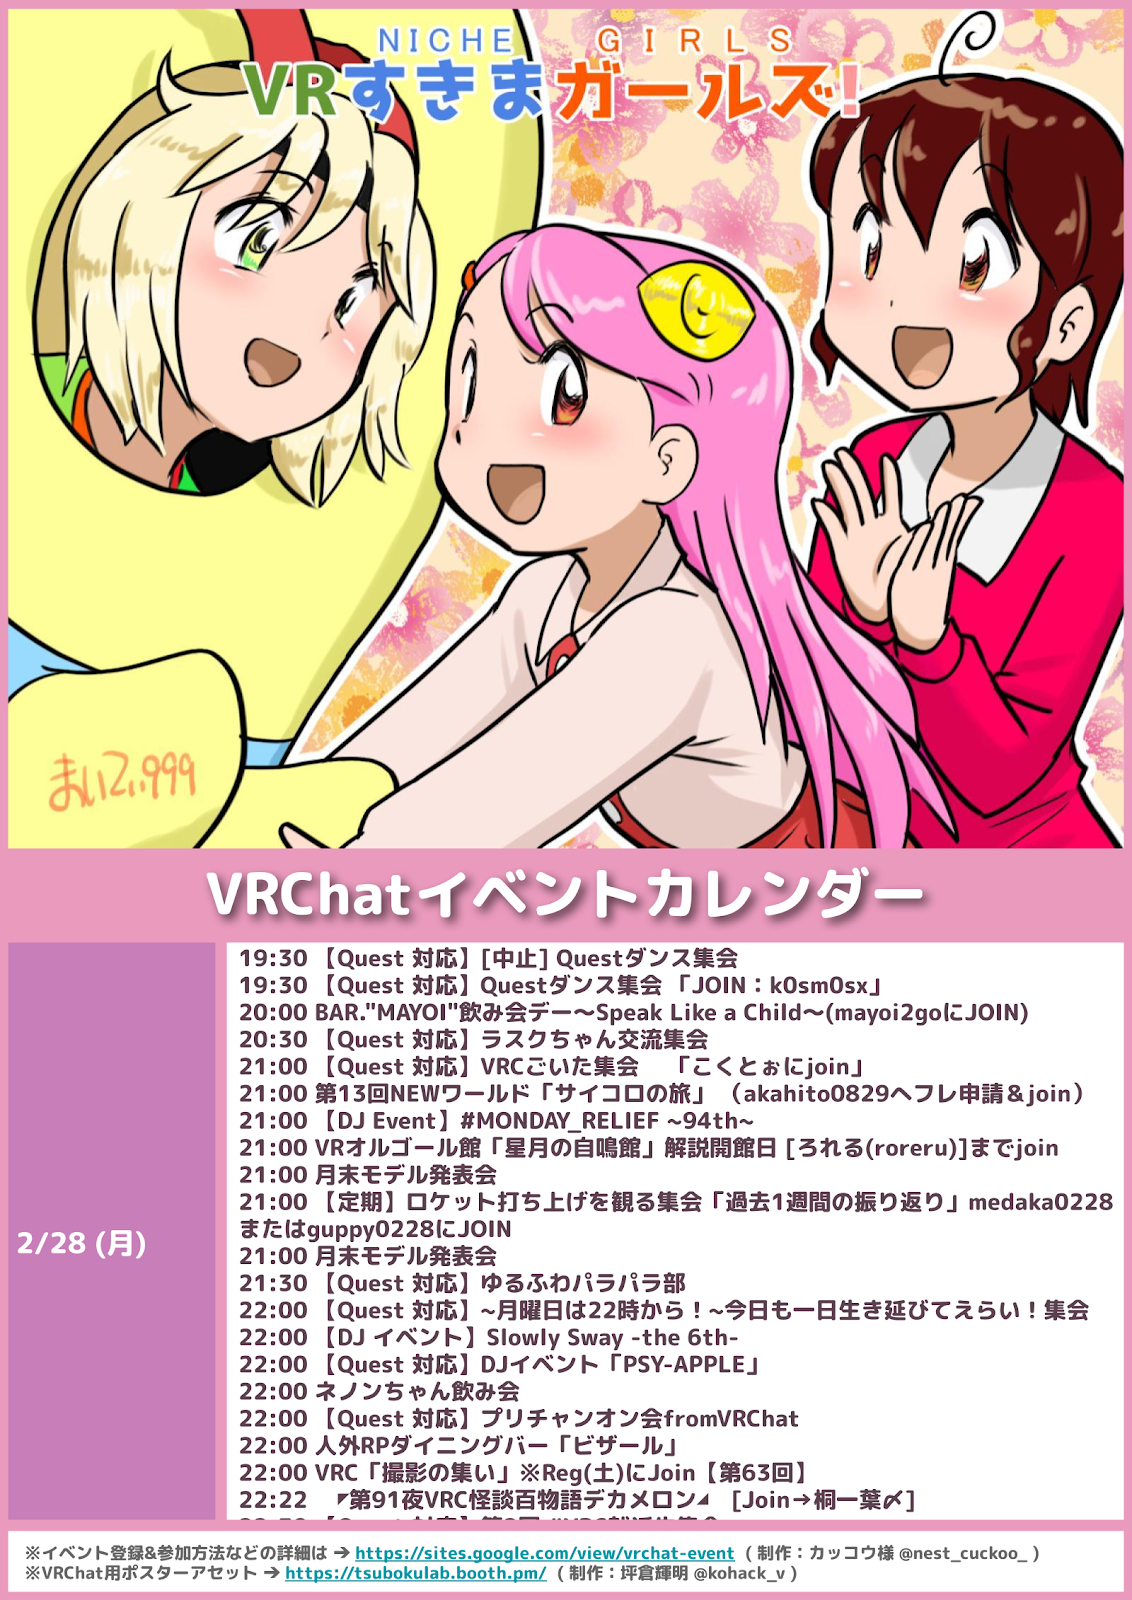 NICHE GIRLS
VRすきまガールズ!
まいてい999
VRChatイベントカレンダー
2/28 (月)
19:30 【Quest 対応】[中止] Questダンス集会
19:30 【Quest 対応】Questダンス集会 「JOIN：k0sm0sx」
20:00 BAR."MAYOI"飲み会デー～Speak Like a Child～(mayoi2goにJOIN)
20:30 【Quest 対応】ラスクちゃん交流集会
21:00 【Quest 対応】VRCごいた集会　「こくとぉにjoin」
21:00 第13回NEWワールド「サイコロの旅」（akahito0829へフレ申請＆join）
21:00 【DJ Event】#MONDAY_RELIEF ~94th~
21:00 VRオルゴール館「星月の自鳴館」解説開館日 [ろれる(roreru)]までjoin
21:00 月末モデル発表会
21:00 【定期】ロケット打ち上げを観る集会「過去1週間の振り返り」medaka0228
またはguppy0228にJOIN
21:00 月末モデル発表会
21:30 【Quest 対応】ゆるふわパラパラ部
22:00 【Quest 対応】~月曜日は22時から！~今日も一日生き延びてえらい！集会
22:00 【DJ イベント】Slowly Sway -the 6th-
22:00 【Quest 対応】DJイベント「PSY-APPLE」
22:00 ネノンちゃん飲み会
22:00 【Quest 対応】プリチャンオン会fromVRChat
22:00 人外RPダイニングバー「ビザール」
22:00 VRC「撮影の集い」※Reg(土)にJoin【第63回】
22:22　◤第91夜VRC怪談百物語デカメロン◢　[Join→桐一葉〆]
※イベント登録&参加方法などの詳細は ➔ https://sites.google.com/view/vrchat-event （ 制作：カッコウ様 @nest_cuckoo_ ）
※VRChat用ポスターアセット ➔ https://tsubokulab.booth.pm/ （ 制作：坪倉輝明 @kohack_v ）